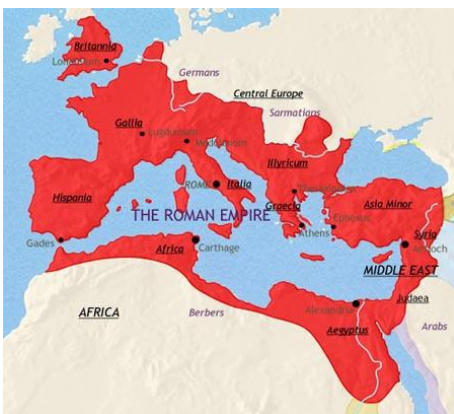 Britannia
Londinium
Germans
Central Europe
Sarmatians
Gallia
Lugdunum
Mediolanum
Illyricum
ROME
Italia
Hispania
THE ROMAN EMPIRE
Graecia
Asia Minor
Ephesus
Athens
Syria
Antioch
Gades
Africa
Carthage
MIDDLE EAST
Judaea
AFRICA
Berbers
Alexandria
Aegyptus
Arabs